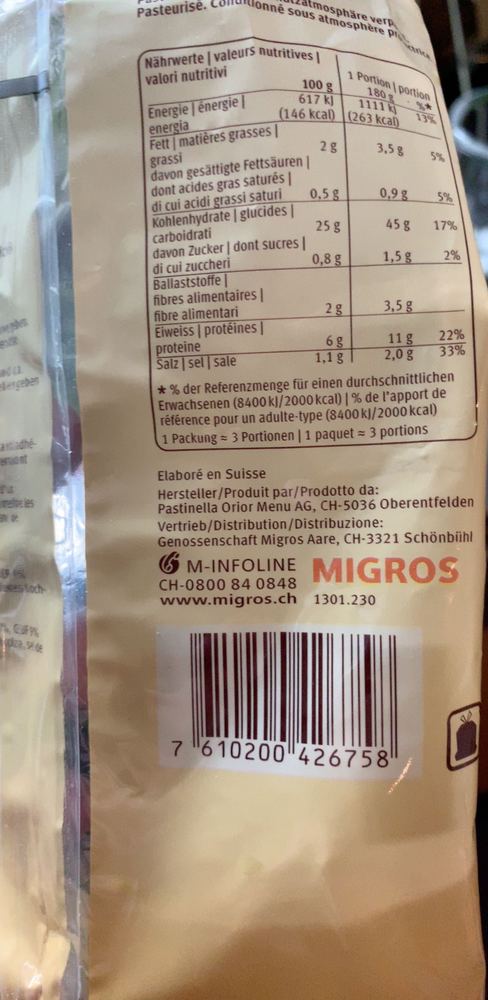 Pasteurisé. Conditionné sous atmosphère
Nährwerte | valeurs nutritives |
valori nutritivi
100 g 1 Portion | portion
180 g %*
Energie | énergie | 617 kJ 1111 kJ
energia (146 kcal) (263 kcal) 13%
Fett | matières grasses |
grassi 2 g 3,5 g 5%
davon gesättigte Fettsäuren |
dont acides gras saturés |
di cui acidi grassi saturi 0,5 g 0,9 g 5%
Kohlenhydrate | glucides |
carboidrati 25 g 45 g 17%
davon Zucker | dont sucres |
di cui zuccheri 0,8 g 1,5 g 2%
Ballaststoffe |
fibres alimentaires |
fibre alimentari 2 g 3,5 g
Eiweiss | protéines |
proteine 6 g 11 g 22%
Salz | sel | sale 1,1 g 2,0 g 33%
* % der Referenzmenge für einen durchschnittlichen
Erwachsenen (8400 kJ/2000 kcal) | % de l'apport de
référence pour un adulte-type (8400 kJ/2000 kcal)
1 Packung ≈ 3 Portionen | 1 paquet ≈ 3 portions
Elaboré en Suisse
Hersteller/Produit par/Prodotto da:
Pastinella Orior Menu AG, CH-5036 Oberentfelden
Vertrieb/Distribution/Distribuzione:
Genossenschaft Migros Aare, CH-3321 Schönbühl
M-INFOLINE MIGROS
CH-0800 84 0848
www.migros.ch 1301.230
7 610200 426758